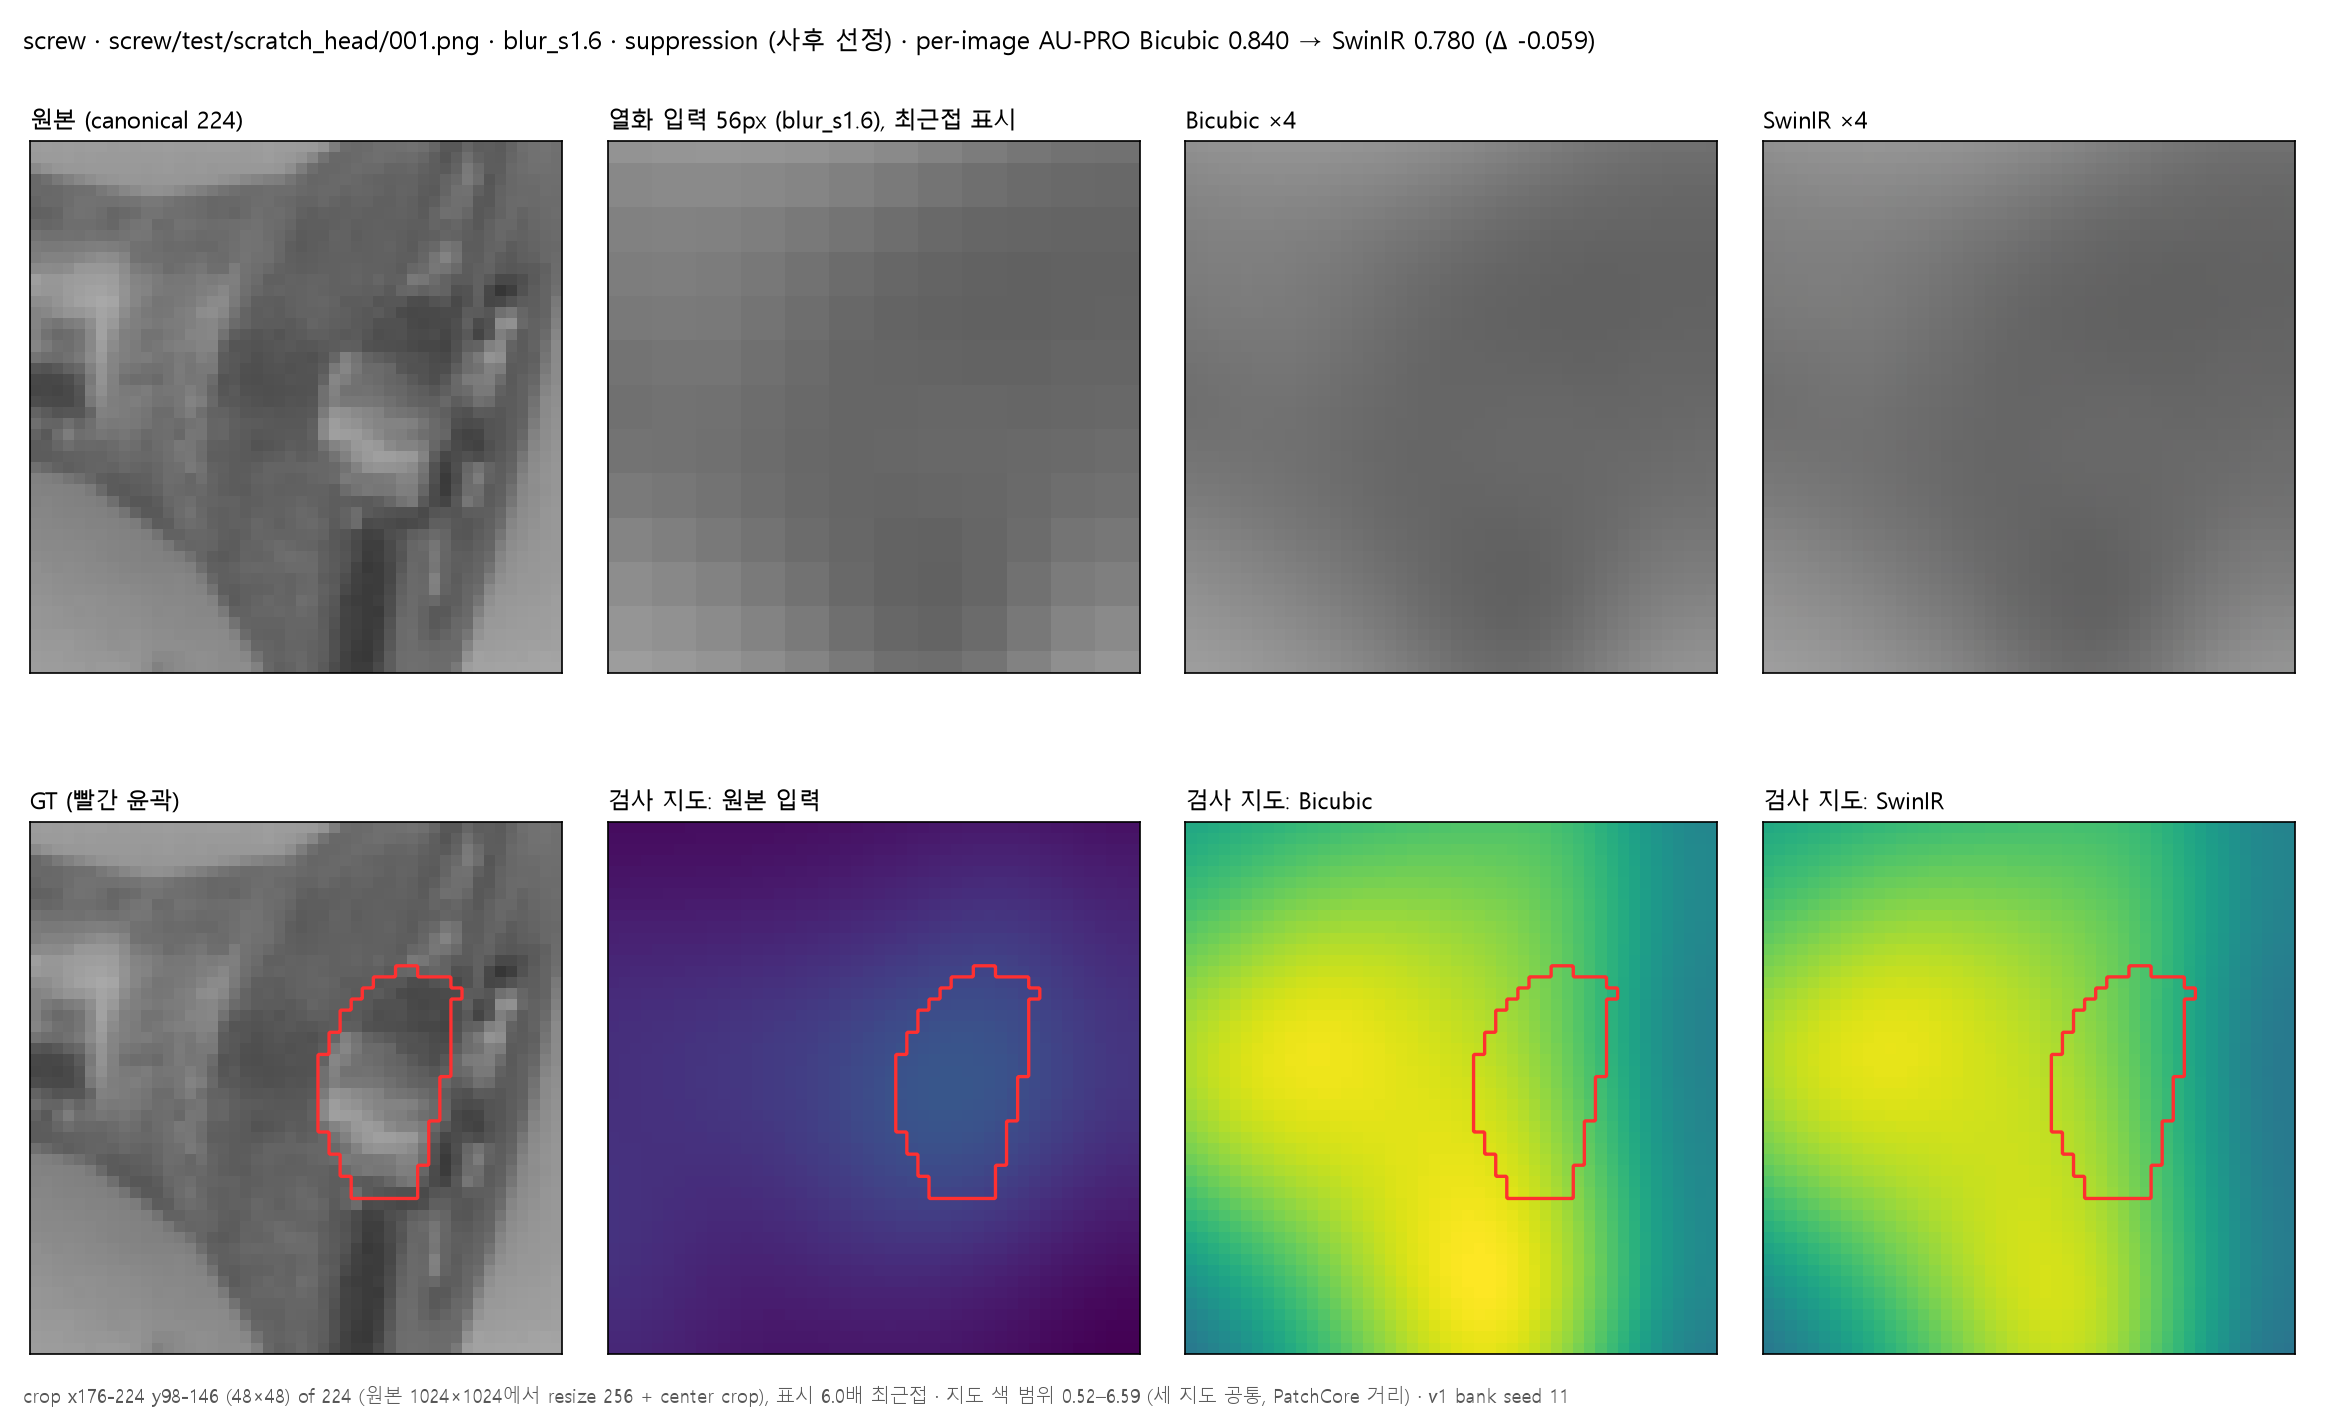 screw · screw/test/scratch_head/001.png · blur_s1.6 · suppression (사후 선정) · per-image AU-PRO Bicubic 0.840 → SwinIR 0.780 (Δ -0.059)
원본 (canonical 224)
열화 입력 56px (blur_s1.6), 최근접 표시
Bicubic ×4
SwinIR ×4
GT (빨간 윤곽)
검사 지도: 원본 입력
검사 지도: Bicubic
검사 지도: SwinIR
crop x176-224 y98-146 (48×48) of 224 (원본 1024×1024에서 resize 256 + center crop), 표시 6.0배 최근접 · 지도 색 범위 0.52–6.59 (세 지도 공통, PatchCore 거리) · v1 bank seed 11